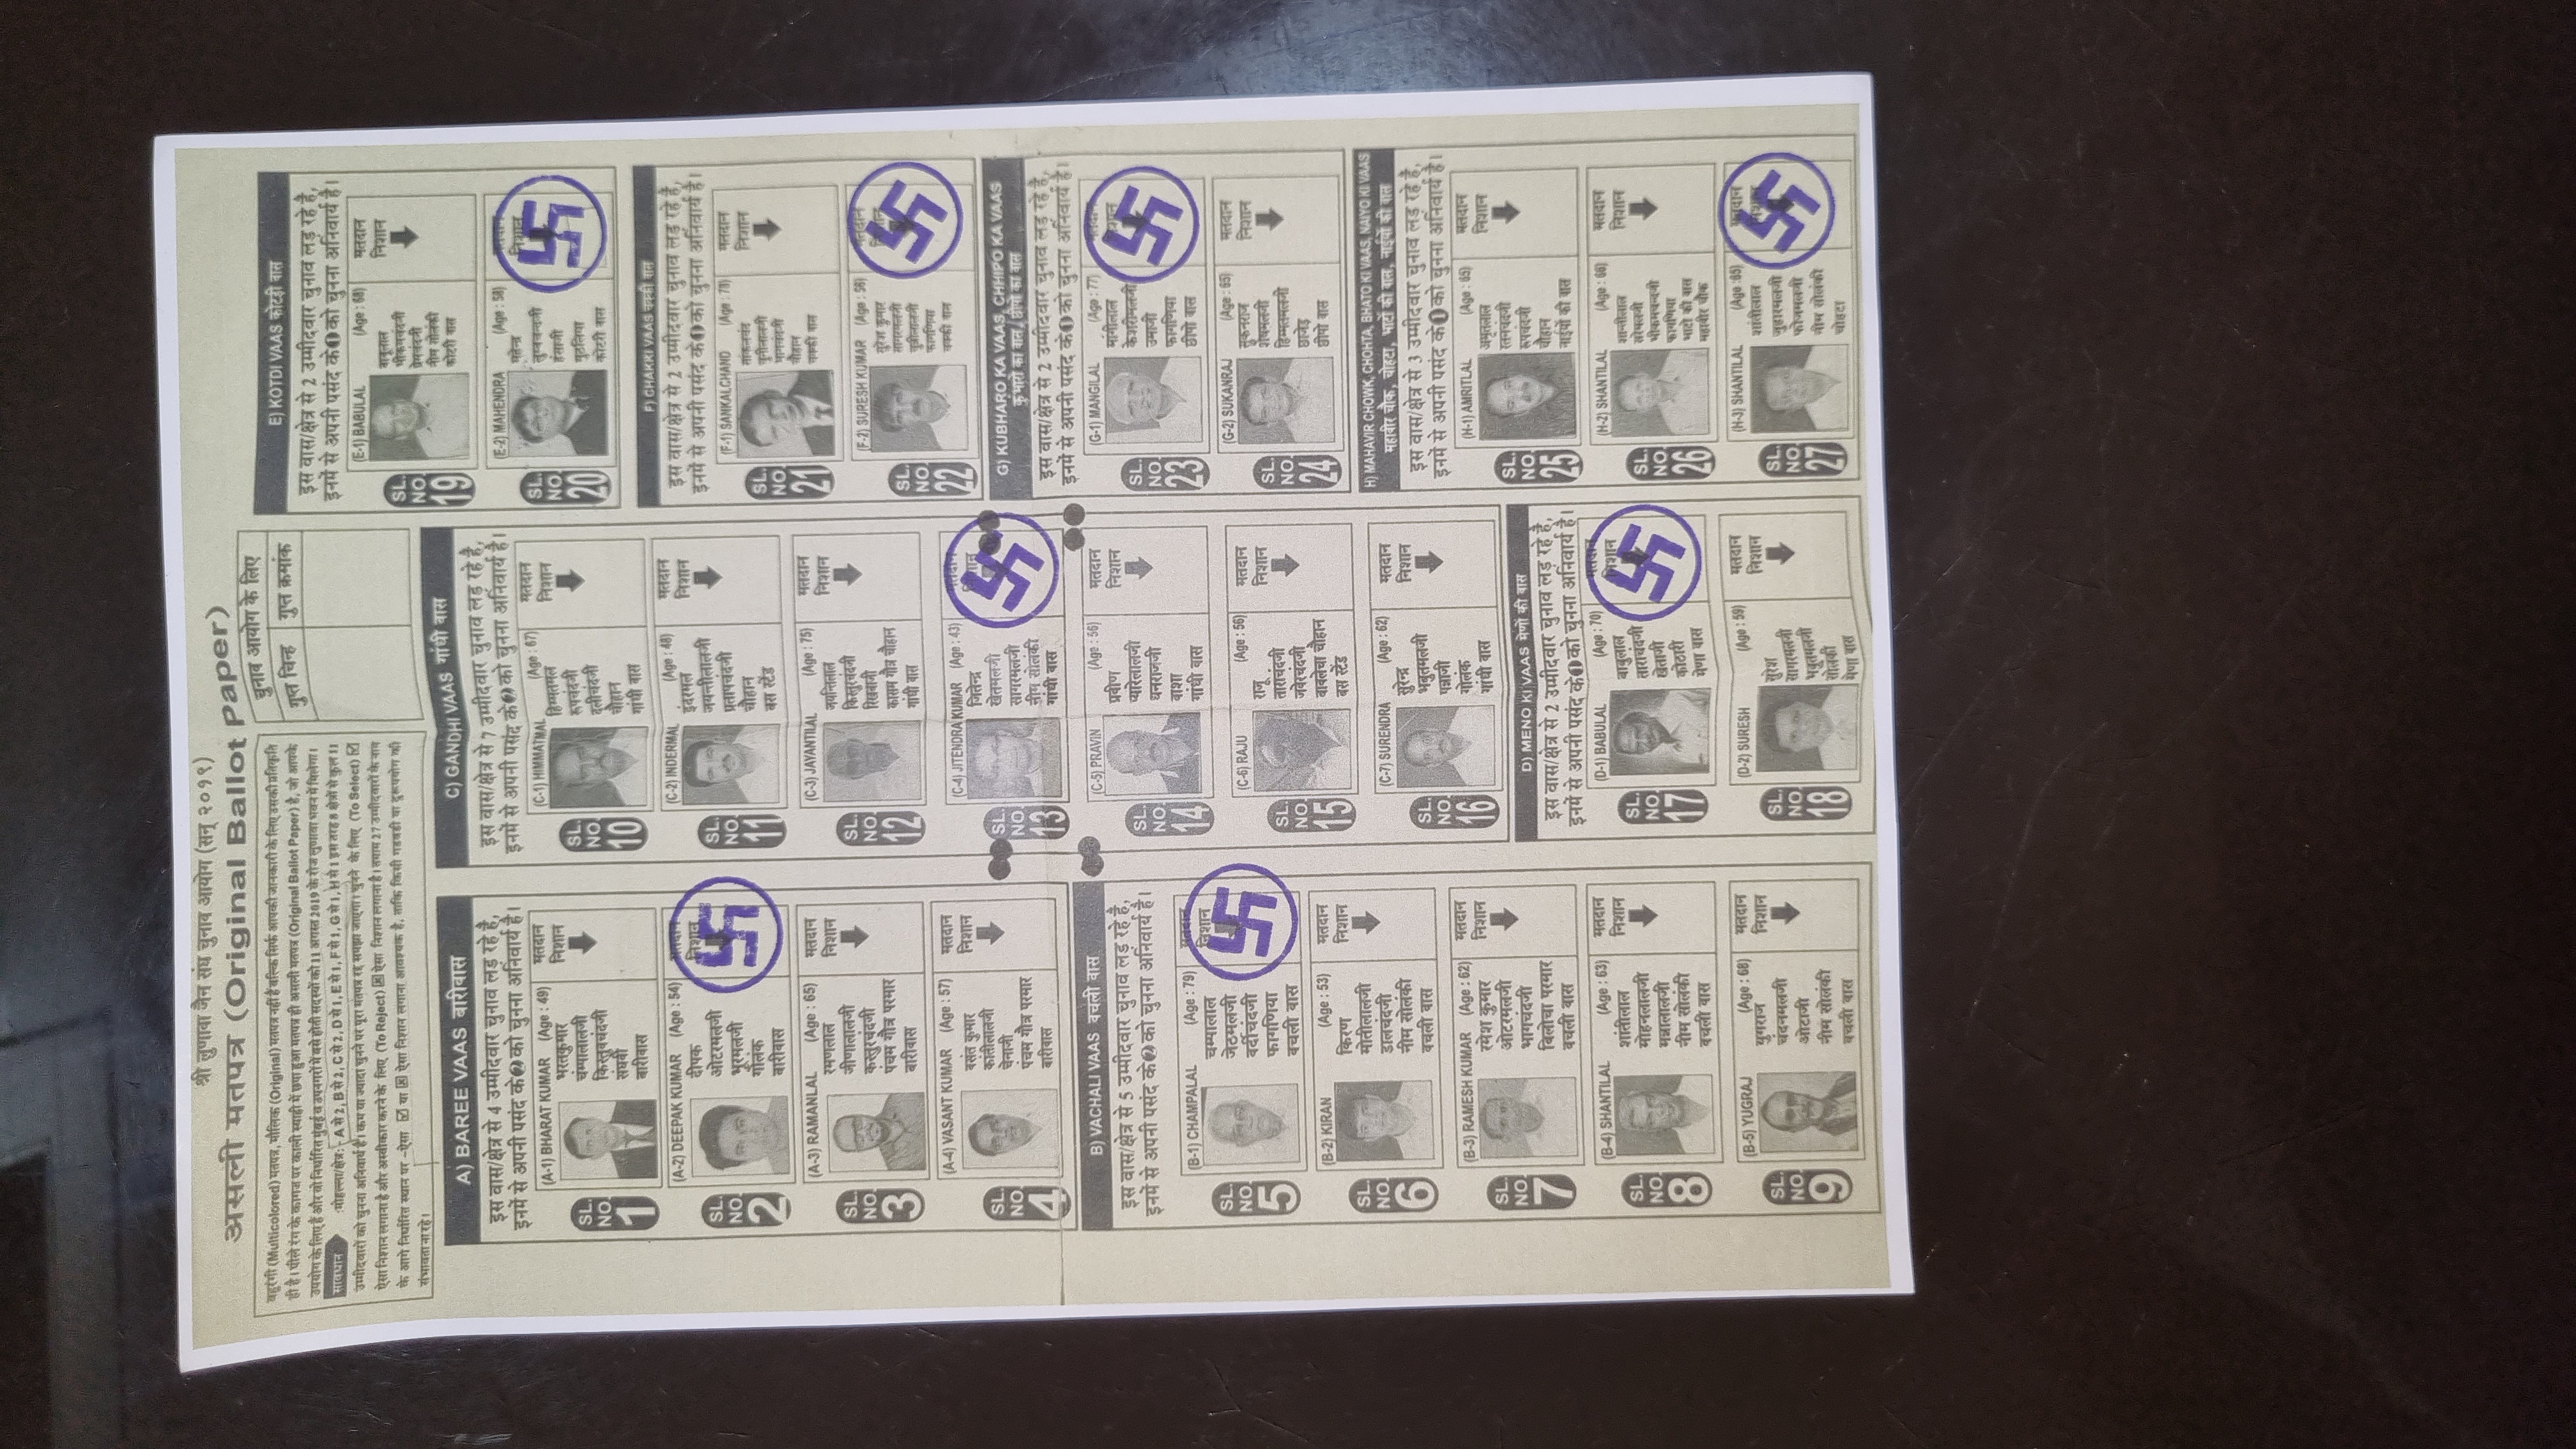 श्री लुणावा जैन संघ चुनाव आयोग (सन् २०१९)
असली मतपत्र (Original Ballot Paper)
बहुरंगी (Multicolored) मतपत्र, मौलिक (Original) मतपत्र नहीं हैं बल्कि सिर्फ आपकी जानकारी के लिए उसकी प्रतिकृति
ही है। पीले रंग के कागज पर काली स्याही में छपा हुआ मतपत्र ही असली मतपत्र (Original Ballot Paper) है, जो आपके
उपयोग के लिए हैं और वो निर्धारित मुंबई व उपनगरों में बसे होती सदस्यों को 11 अगस्त 2019 के रोज लुणावा भवन में मिलेगा।
सावधान :मोहल्ला/क्षेत्र:- A से 2, B से 2, C से 2, D से 1, E से 1, F से 1, G से 1, H से 1 इस तरह 8 क्षेत्रों से कुल 11
उम्मीदवारों को चुनना अनिवार्य है। कम या ज्यादा चुनने पर पूरा मतपत्र रद्द समझा जाएगा। चुनने के लिए (To Select) ☑
ऐसा निशान लगाना है और अस्वीकार करने के लिए (To Reject) ☒ ऐसा निशान लगाना है। तमाम 27 उम्मीदवारों के नाम
के आगे निर्धारित स्थान पर -ऐसा ☑ या ☒ ऐसा निशान लगाना आवश्यक है, ताकि किसी गडबडी या दुरूपयोग की
संभावता ना रहे।
चुनाव आयोग के लिए
गुप्त चिन्ह गुप्त क्रमांक
A) BAREE VAAS बारीवास
इस वास/क्षेत्र से 4 उम्मीदवार चुनाव लड़ रहे है,
इनमें से अपनी पसंद के 2 को चुनना अनिवार्य है।
SL. NO. 1
(A-1) BHARAT KUMAR (Age : 49)
भरतकुमार
चंम्पालालजी
किस्तुरचंदजी
संघवी
बारीवास
मतदान
निशान
SL. NO. 2
(A-2) DEEPAK KUMAR (Age : 54)
दीपक
ओटरमलजी
भूरमलजी
गोलंक
बारीवास
मतदान
निशान
SL. NO. 3
(A-3) RAMANLAL (Age : 65)
रमणलाल
जीणालालजी
कस्तुरचंदजी
पंचम गौत्र परमार
बारीवास
मतदान
निशान
SL. NO. 4
(A-4) VASANT KUMAR (Age : 57)
वसंत कुमार
कांतीलालजी
चेनाजी
पंचम गौत्र परमार
बारीवास
मतदान
निशान
B) VACHALI VAAS वचली वास
इस वास/क्षेत्र से 5 उम्मीदवार चुनाव लड़ रहे है,
इनमें से अपनी पसंद के 2 को चुनना अनिवार्य है।
SL. NO. 5
(B-1) CHAMPALAL (Age : 79)
चम्पालाल
जेठमलजी
वर्दीचंदजी
फागणिया
वचली वास
मतदान
निशान
SL. NO. 6
(B-2) KIRAN (Age : 53)
किरण
मोतीलालजी
डालचंदजी
नीम सोलंकी
वचली वास
मतदान
निशान
SL. NO. 7
(B-3) RAMESH KUMAR (Age : 62)
रमेश कुमार
ओटरमलजी
भागचंदजी
विलोचा परमार
वचली वास
मतदान
निशान
SL. NO. 8
(B-4) SHANTILAL (Age : 63)
शांतीलाल
मोहनलालजी
मन्नालालजी
नीम सोलंकी
वचली वास
मतदान
निशान
SL. NO. 9
(B-5) YUGRAJ (Age : 68)
युगराज
चंदनमलजी
ओटाजी
नीम सोलंकी
वचली वास
मतदान
निशान
C) GANDHI VAAS गांधी वास
इस वास/क्षेत्र से 7 उम्मीदवार चुनाव लड़ रहे है,
इनमें से अपनी पसंद के 2 को चुनना अनिवार्य है।
SL. NO. 10
(C-1) HIMMATMAL (Age : 67)
हिम्मतमल
रूपचंदजी
दलीचंदजी
चौहान
गांधी वास
मतदान
निशान
SL. NO. 11
(C-2) INDERMAL (Age : 48)
इंदरमल
जयन्तीलालजी
प्रतापचंदजी
चौहान
बस स्टेंड
मतदान
निशान
SL. NO. 12
(C-3) JAYANTILAL (Age : 75)
जयन्तिलाल
किस्तुरचंदजी
रिखबाजी
कासम गौत्र चौहान
गांधी वास
मतदान
निशान
SL. NO. 13
(C-4) JITENDRA KUMAR (Age : 43)
जितेन्द्र
खेतमलजी
सागरमलजी
नीम सोलंकी
गांधी वास
मतदान
निशान
SL. NO. 14
(C-5) PRAVIN (Age : 56)
प्रवीण
प्यारेलालजी
धनराजजी
वाशा
गांधी वास
मतदान
निशान
SL. NO. 15
(C-6) RAJU (Age : 56)
राजू
ताराचंदजी
जवेरचंदजी
वावलेचा चौहान
बस स्टेंड
मतदान
निशान
SL. NO. 16
(C-7) SURENDRA (Age : 62)
सुरेन्द्र
भबुतमलजी
पन्नाजी
गोलंक
गांधी वास
मतदान
निशान
D) MENO KI VAAS मेणों की वास
इस वास/क्षेत्र से 2 उम्मीदवार चुनाव लड़ रहे है,
इनमें से अपनी पसंद के 1 को चुनना अनिवार्य है।
SL. NO. 17
(D-1) BABULAL (Age : 70)
बाबुलाल
ताराचंदजी
खेताजी
कोठारी
मेणा वास
मतदान
निशान
SL. NO. 18
(D-2) SURESH (Age : 59)
सुरेश
सागरमलजी
भबुतमलजी
सोलंकी
मेणा वास
मतदान
निशान
E) KOTDI VAAS कोटड़ी वास
इस वास/क्षेत्र से 2 उम्मीदवार चुनाव लड़ रहे है,
इनमें से अपनी पसंद के 1 को चुनना अनिवार्य है।
SL. NO. 19
(E-1) BABULAL (Age : 68)
बाबूलाल
भीकमचंदजी
प्रेमचंदजी
नीम सोलंकी
कोटरी वास
मतदान
निशान
SL. NO. 20
(E-2) MAHENDRA (Age : 58)
महेन्द्र
लुम्बचन्दजी
हंसाजी
पुठलिया
कोटरी वास
मतदान
निशान
F) CHAKKI VAAS चक्की वास
इस वास/क्षेत्र से 2 उम्मीदवार चुनाव लड़ रहे है,
इनमें से अपनी पसंद के 1 को चुनना अनिवार्य है।
SL. NO. 21
(F-1) SANKALCHAND
चुनीलालजी
भागचंदजी
चौहान
चक्की वास
मतदान
निशान
SL. NO. 22
(F-2) SURESH KUMAR (Age : 56)
सुरेश कुमार
सागरमलजी
चुन्नीलालजी
फागणिया
चक्की वास
मतदान
निशान
G) KUBHARO KA VAAS, CHHIPO KA VAAS
कुंभारों का वास, छीपों का वास
इस वास/क्षेत्र से 2 उम्मीदवार चुनाव लड़ रहे है,
इनमें से अपनी पसंद के 1 को चुनना अनिवार्य है।
SL. NO. 23
(G-1) MANGILAL (Age : 77)
मांगीलाल
केशरीमलजी
उमाजी
फागणिया
छीपो वास
मतदान
निशान
SL. NO. 24
(G-2) SUKANRAJ (Age : 65)
सुकनराज
शेषमलजी
हिम्मतमलजी
छाजेड़
छीपो वास
मतदान
निशान
H) MAHAVIR CHOWK, CHOHTA, BHATO KI VAAS, NAIYO KI VAAS
महावीर चौक, चोहटा, भाटों की वास, नाईयों की वास
इस वास/क्षेत्र से 3 उम्मीदवार चुनाव लड़ रहे है,
इनमें से अपनी पसंद के 1 को चुनना अनिवार्य है।
SL. NO. 25
(H-1) AMRITLAL (Age : 65)
अमृतलाल
रतनचंदजी
रूपचंदजी
चौहान
नाईयों की वास
मतदान
निशान
SL. NO. 26
(H-2) SHANTILAL (Age : 66)
शान्तीलाल
भीकमचन्दजी
फागणिया
भाटो की वास
महावीर चौक
मतदान
निशान
SL. NO. 27
(H-3) SHANTILAL (Age :65)
शांतीलाल
जुहारमलजी
फोजमलजी
नीम सोलंकी
चोहटा
मतदान
निशान